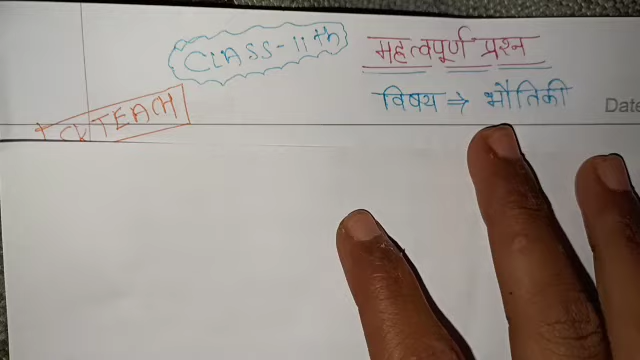 CLASS-11th
महत्वपूर्ण प्रश्न
विषय ⇒ भौतिकी
TEACH
Date